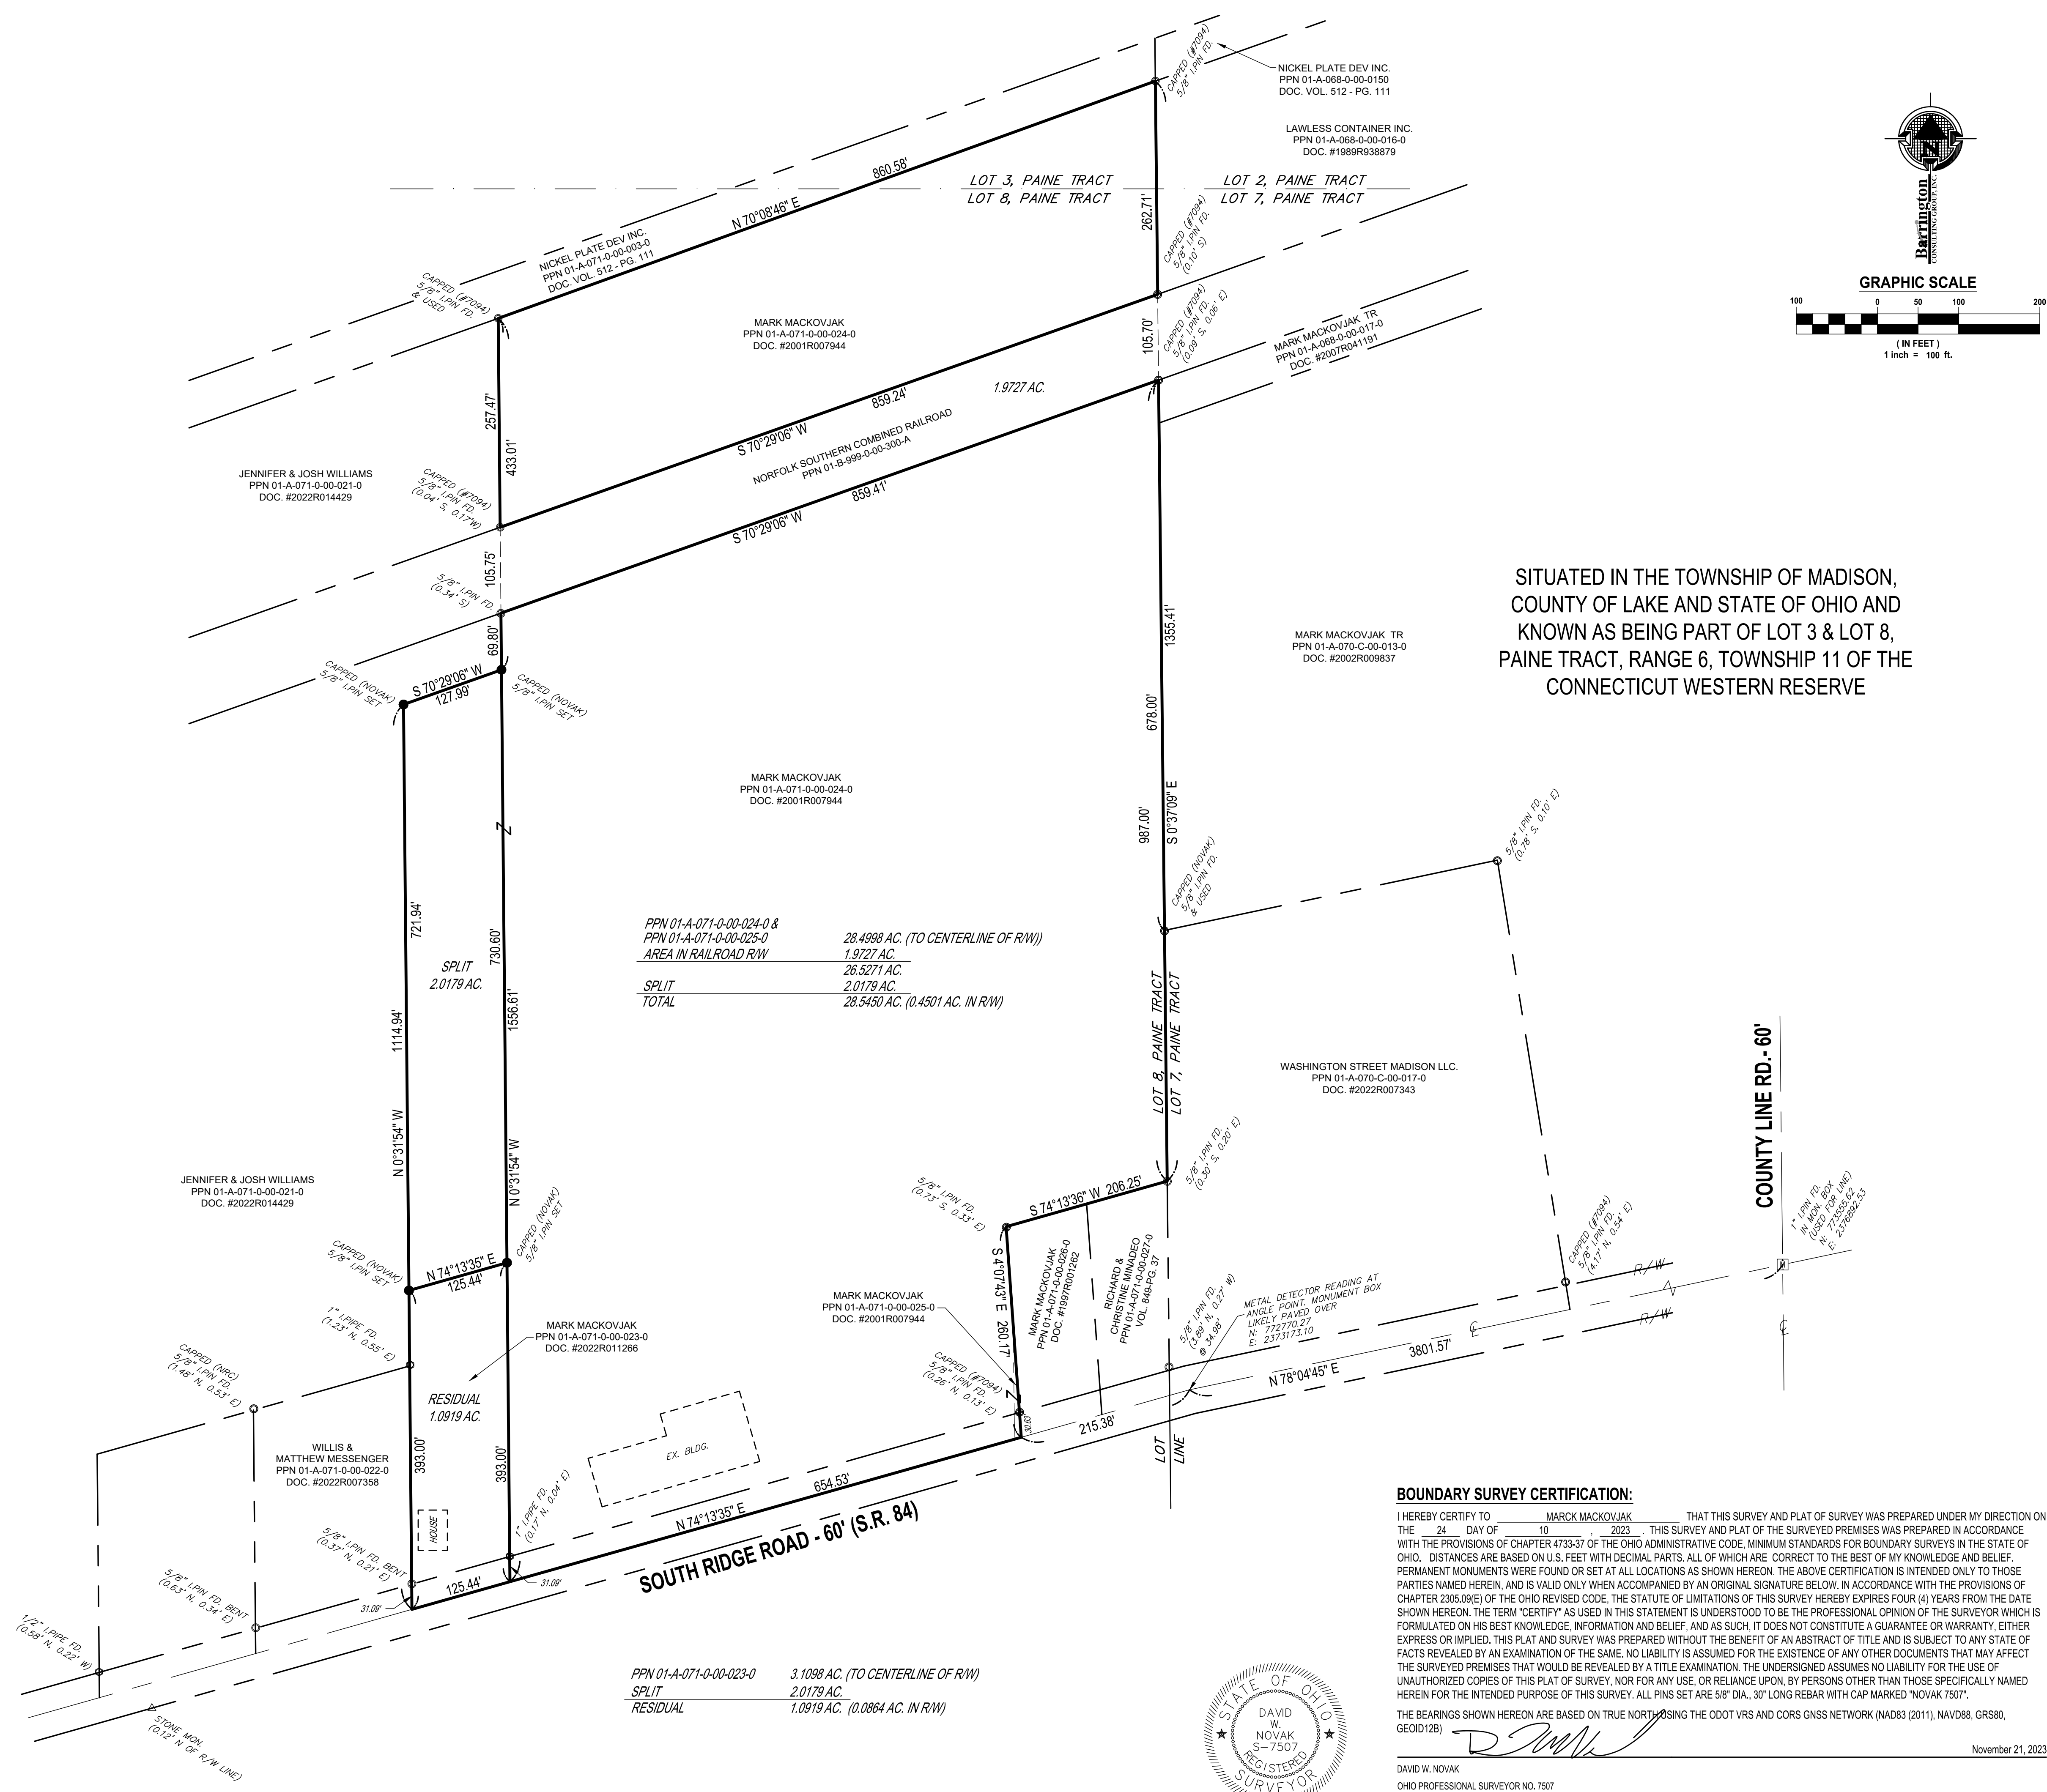 NICKEL PLATE DEV INC.
PPN 01-A-068-0-00-0150
DOC. VOL. 512 - PG. 111
CAPPED (#7094)
5/8" I.PIN FD.
LAWLESS CONTAINER INC.
PPN 01-A-068-0-00-016-0
DOC. #1989R938879
LOT 3, PAINE TRACT
LOT 8, PAINE TRACT
LOT 2, PAINE TRACT
LOT 7, PAINE TRACT
860.58'
N 70°08'46" E
262.71'
NICKEL PLATE DEV INC.
PPN 01-A-071-0-00-003-0
DOC. VOL. 512 - PG. 111
CAPPED (#7094)
5/8" I.PIN FD.
& USED
CAPPED (#7094)
5/8" I.PIN FD.
(0.10' S)
CAPPED (#7094)
5/8" I.PIN FD.
(0.09' S, 0.06' E)
105.70'
MARK MACKOVJAK
PPN 01-A-071-0-00-024-0
DOC. #2001R007944
MARK MACKOVJAK TR
PPN 01-A-068-0-00-017-0
DOC. #2007R041191
Barrington
CONSULTING GROUP, INC.
N
GRAPHIC SCALE
100 0 50 100 200
( IN FEET )
1 inch = 100 ft.
1.9727 AC.
859.24'
S 70°29'06" W
NORFOLK SOUTHERN COMBINED RAILROAD
PPN 01-B-999-0-00-300-A
859.41'
S 70°29'06" W
257.47'
433.01'
JENNIFER & JOSH WILLIAMS
PPN 01-A-071-0-00-021-0
DOC. #2022R014429
CAPPED (#7094)
5/8" I.PIN FD.
(0.04' S, 0.17'W)
105.75'
5/8" I.PIN FD.
(0.34' S)
69.80'
CAPPED (NOVAK)
5/8" I.PIN SET
S 70°29'06" W
127.99'
CAPPED (NOVAK)
5/8" I.PIN SET
1355.41'
678.00'
987.00'
S 0°37'09" E
MARK MACKOVJAK TR
PPN 01-A-070-C-00-013-0
DOC. #2002R009837
SITUATED IN THE TOWNSHIP OF MADISON,
COUNTY OF LAKE AND STATE OF OHIO AND
KNOWN AS BEING PART OF LOT 3 & LOT 8,
PAINE TRACT, RANGE 6, TOWNSHIP 11 OF THE
CONNECTICUT WESTERN RESERVE
MARK MACKOVJAK
PPN 01-A-071-0-00-024-0
DOC. #2001R007944
5/8" I.PIN FD.
(0.78' S, 0.10' E)
CAPPED (NOVAK)
5/8" I.PIN FD.
& USED
721.94'
730.60'
SPLIT
2.0179 AC.
1114.94'
1556.61'
N 0°31'54" W
N 0°31'54" W
PPN 01-A-071-0-00-024-0 &
PPN 01-A-071-0-00-025-0 28.4998 AC. (TO CENTERLINE OF R/W))
AREA IN RAILROAD R/W 1.9727 AC.
26.5271 AC.
SPLIT 2.0179 AC.
TOTAL 28.5450 AC. (0.4501 AC. IN R/W)
LOT 8, PAINE TRACT
LOT 7, PAINE TRACT
WASHINGTON STREET MADISON LLC.
PPN 01-A-070-C-00-017-0
DOC. #2022R007343
COUNTY LINE RD.- 60'
1" I.PIN FD.
IN MON. BOX
(USED FOR LINE)
N: 773555.62
E: 2376892.53
JENNIFER & JOSH WILLIAMS
PPN 01-A-071-0-00-021-0
DOC. #2022R014429
5/8" I.PIN FD.
(0.30' S, 0.20' E)
5/8" I.PIN FD.
(0.73' S, 0.33' E)
S 74°13'36" W 206.25'
CAPPED (NOVAK)
5/8" I.PIN SET
CAPPED (NOVAK)
5/8" I.PIN SET
N 74°13'35" E
125.44'
CAPPED (#7094)
5/8" I.PIN FD.
(4.17' N, 0.54' E)
R/W
R/W
S 4°07'43" E 260.17'
MARK MACKOVJAK
PPN 01-A-071-0-00-026-0
DOC. #1997R001262
RICHARD &
CHRISTINE MINADEO
PPN 01-A-071-0-00-027-0
VOL. 849-PG. 37
MARK MACKOVJAK
PPN 01-A-071-0-00-025-0
DOC. #2001R007944
5/8" I.PIN FD.
(3.89' N, 0.27' W)
@ 34.98'
METAL DETECTOR READING AT
ANGLE POINT. MONUMENT BOX
LIKELY PAVED OVER
N: 772770.27
E: 2373173.10
1" I.PIPE FD.
(1.23' N, 0.55' E)
MARK MACKOVJAK
PPN 01-A-071-0-00-023-0
DOC. #2022R011266
CAPPED (#7094)
5/8" I.PIN FD.
(0.26' N, 0.13' E)
3801.57'
N 78°04'45" E
CAPPED (NRC)
5/8" I.PIN FD.
(1.48' N, 0.53' E)
RESIDUAL
1.0919 AC.
30.63'
215.38'
LOT
LINE
WILLIS &
MATTHEW MESSENGER
PPN 01-A-071-0-00-022-0
DOC. #2022R007358
393.00'
393.00'
EX. BLDG.
HOUSE
654.53'
N 74°13'35" E
SOUTH RIDGE ROAD - 60' (S.R. 84)
1" I.PIPE FD.
(0.17' N, 0.04' E)
5/8" I.PIN FD. BENT
(0.37' N, 0.21' E)
5/8" I.PIN FD. BENT
(0.63' N, 0.34' E)
125.44'
31.09'
31.09'
1/2" I.PIPE FD.
(0.58' N, 0.22' W)
STONE MON.
(0.12' N OF R/W LINE)
PPN 01-A-071-0-00-023-0 3.1098 AC. (TO CENTERLINE OF R/W)
SPLIT 2.0179 AC.
RESIDUAL 1.0919 AC. (0.0864 AC. IN R/W)
STATE OF OHIO
DAVID
W.
NOVAK
S-7507
REGISTERED
SURVEYOR
BOUNDARY SURVEY CERTIFICATION:
I HEREBY CERTIFY TO MARCK MACKOVJAK THAT THIS SURVEY AND PLAT OF SURVEY WAS PREPARED UNDER MY DIRECTION ON
THE 24 DAY OF 10 , 2023 . THIS SURVEY AND PLAT OF THE SURVEYED PREMISES WAS PREPARED IN ACCORDANCE
WITH THE PROVISIONS OF CHAPTER 4733-37 OF THE OHIO ADMINISTRATIVE CODE, MINIMUM STANDARDS FOR BOUNDARY SURVEYS IN THE STATE OF
OHIO. DISTANCES ARE BASED ON U.S. FEET WITH DECIMAL PARTS. ALL OF WHICH ARE CORRECT TO THE BEST OF MY KNOWLEDGE AND BELIEF.
PERMANENT MONUMENTS WERE FOUND OR SET AT ALL LOCATIONS AS SHOWN HEREON. THE ABOVE CERTIFICATION IS INTENDED ONLY TO THOSE
PARTIES NAMED HEREIN, AND IS VALID ONLY WHEN ACCOMPANIED BY AN ORIGINAL SIGNATURE BELOW. IN ACCORDANCE WITH THE PROVISIONS OF
CHAPTER 2305.09(E) OF THE OHIO REVISED CODE, THE STATUTE OF LIMITATIONS OF THIS SURVEY HEREBY EXPIRES FOUR (4) YEARS FROM THE DATE
SHOWN HEREON. THE TERM "CERTIFY" AS USED IN THIS STATEMENT IS UNDERSTOOD TO BE THE PROFESSIONAL OPINION OF THE SURVEYOR WHICH IS
FORMULATED ON HIS BEST KNOWLEDGE, INFORMATION AND BELIEF, AND AS SUCH, IT DOES NOT CONSTITUTE A GUARANTEE OR WARRANTY, EITHER
EXPRESS OR IMPLIED. THIS PLAT AND SURVEY WAS PREPARED WITHOUT THE BENEFIT OF AN ABSTRACT OF TITLE AND IS SUBJECT TO ANY STATE OF
FACTS REVEALED BY AN EXAMINATION OF THE SAME. NO LIABILITY IS ASSUMED FOR THE EXISTENCE OF ANY OTHER DOCUMENTS THAT MAY AFFECT
THE SURVEYED PREMISES THAT WOULD BE REVEALED BY A TITLE EXAMINATION. THE UNDERSIGNED ASSUMES NO LIABILITY FOR THE USE OF
UNAUTHORIZED COPIES OF THIS PLAT OF SURVEY, NOR FOR ANY USE, OR RELIANCE UPON, BY PERSONS OTHER THAN THOSE SPECIFICALLY NAMED
HEREIN FOR THE INTENDED PURPOSE OF THIS SURVEY. ALL PINS SET ARE 5/8" DIA., 30" LONG REBAR WITH CAP MARKED "NOVAK 7507".
THE BEARINGS SHOWN HEREON ARE BASED ON TRUE NORTH USING THE ODOT VRS AND CORS GNSS NETWORK (NAD83 (2011), NAVD88, GRS80,
GEOID12B)
November 21, 2023
DAVID W. NOVAK
OHIO PROFESSIONAL SURVEYOR NO. 7507